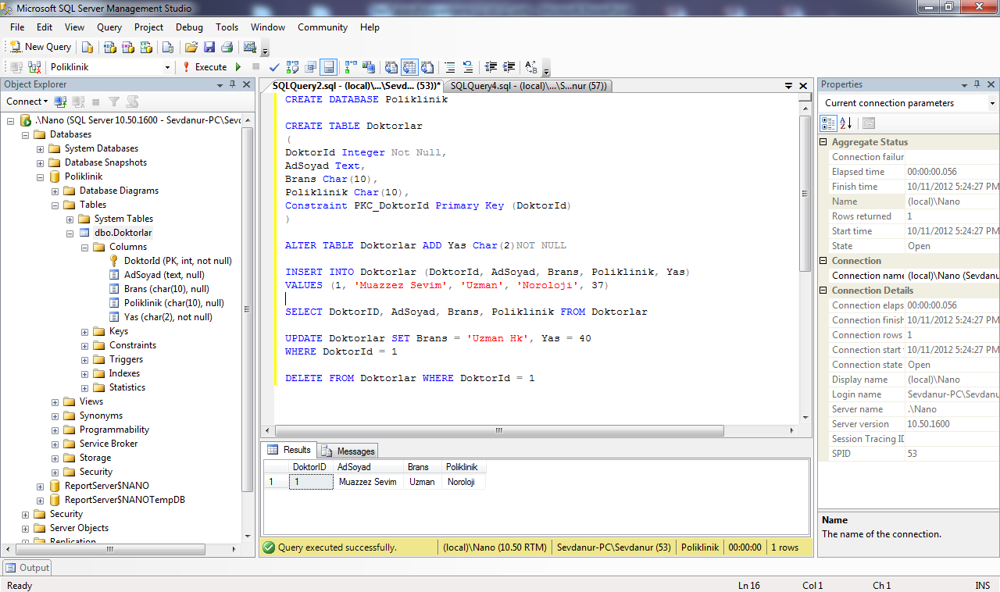 Microsoft SQL Server Management Studio
File Edit View Query Project Debug Tools Window Community Help
New Query
Poliklinik Execute
Object Explorer
Connect
.\Nano (SQL Server 10.50.1600 - Sevdanur-PC\Sevd
Databases
System Databases
Database Snapshots
Poliklinik
Database Diagrams
Tables
System Tables
dbo.Doktorlar
Columns
DoktorId (PK, int, not null)
AdSoyad (text, null)
Brans (char(10), null)
Poliklinik (char(10), null)
Yas (char(2), not null)
Keys
Constraints
Triggers
Indexes
Statistics
Views
Synonyms
Programmability
Service Broker
Storage
Security
ReportServer$NANO
ReportServer$NANOTempDB
Security
Server Objects
Replication
SQLQuery2.sql - (local)\...\Sevd... (53))* SQLQuery4.sql - (local)\...\S...nur (57))
CREATE DATABASE Poliklinik
CREATE TABLE Doktorlar
(
DoktorId Integer Not Null,
AdSoyad Text,
Brans Char(10),
Poliklinik Char(10),
Constraint PKC_DoktorId Primary Key (DoktorId)
)
ALTER TABLE Doktorlar ADD Yas Char(2)NOT NULL
INSERT INTO Doktorlar (DoktorId, AdSoyad, Brans, Poliklinik, Yas)
VALUES (1, 'Muazzez Sevim', 'Uzman', 'Noroloji', 37)
SELECT DoktorID, AdSoyad, Brans, Poliklinik FROM Doktorlar
UPDATE Doktorlar SET Brans = 'Uzman Hk', Yas = 40
WHERE DoktorId = 1
DELETE FROM Doktorlar WHERE DoktorId = 1
Results Messages
DoktorID AdSoyad Brans Poliklinik
1 1 Muazzez Sevim Uzman Noroloji
Query executed successfully. (local)\Nano (10.50 RTM) Sevdanur-PC\Sevdanur (53) Poliklinik 00:00:00 1 rows
Properties
Current connection parameters
Aggregate Status
Connection failur
Elapsed time 00:00:00.056
Finish time 10/11/2012 5:24:27 PM
Name (local)\Nano
Rows returned 1
Start time 10/11/2012 5:24:27 PM
State Open
Connection
Connection name (local)\Nano (Sevdanu
Connection Details
Connection elaps 00:00:00.056
Connection finish 10/11/2012 5:24:27 PM
Connection rows 1
Connection start 10/11/2012 5:24:27 PM
Connection state Open
Display name (local)\Nano
Login name Sevdanur-PC\Sevdanu
Server name .\Nano
Server version 10.50.1600
Session Tracing ID
SPID 53
Name
The name of the connection.
Output
Ready Ln 16 Col 1 Ch 1 INS